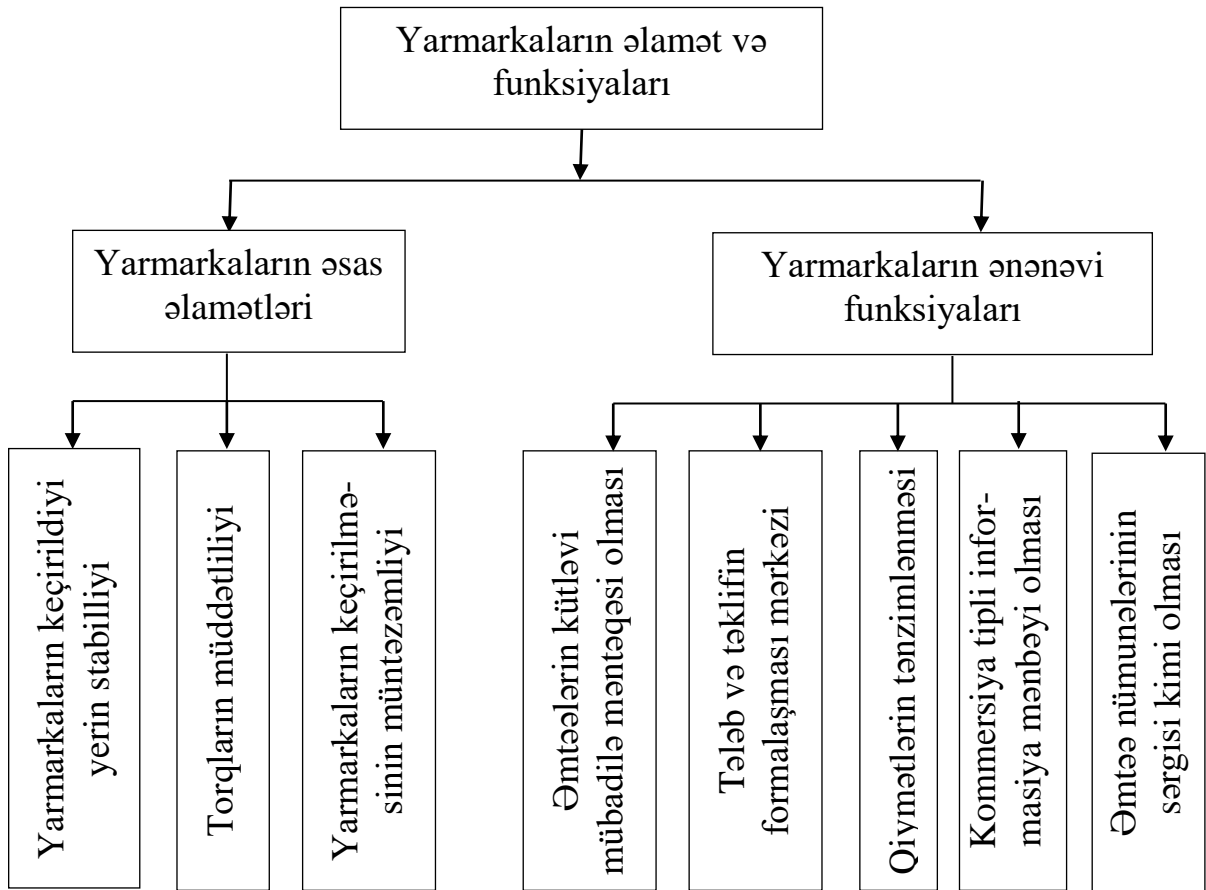 Yarmarkaların əlamət və
funksiyaları
Yarmarkaların əsas
əlamətləri
Yarmarkaların ənənəvi
funksiyaları
Yarmarkaların keçirildiyi
yerin stabilliyi
Torqların müddətliliyi
Yarmarkaların keçirilmə-
sinin müntəzəmliyi
Əmtəələrin kütləvi
mübadilə məntəqəsi olması
Tələb və təklifin
formalaşması mərkəzi
Qiymətlərin tənzimlənməsi
Kommersiya tipli infor-
masiya mənbəyi olması
Əmtəə nümunələrinin
sərgisi kimi olması